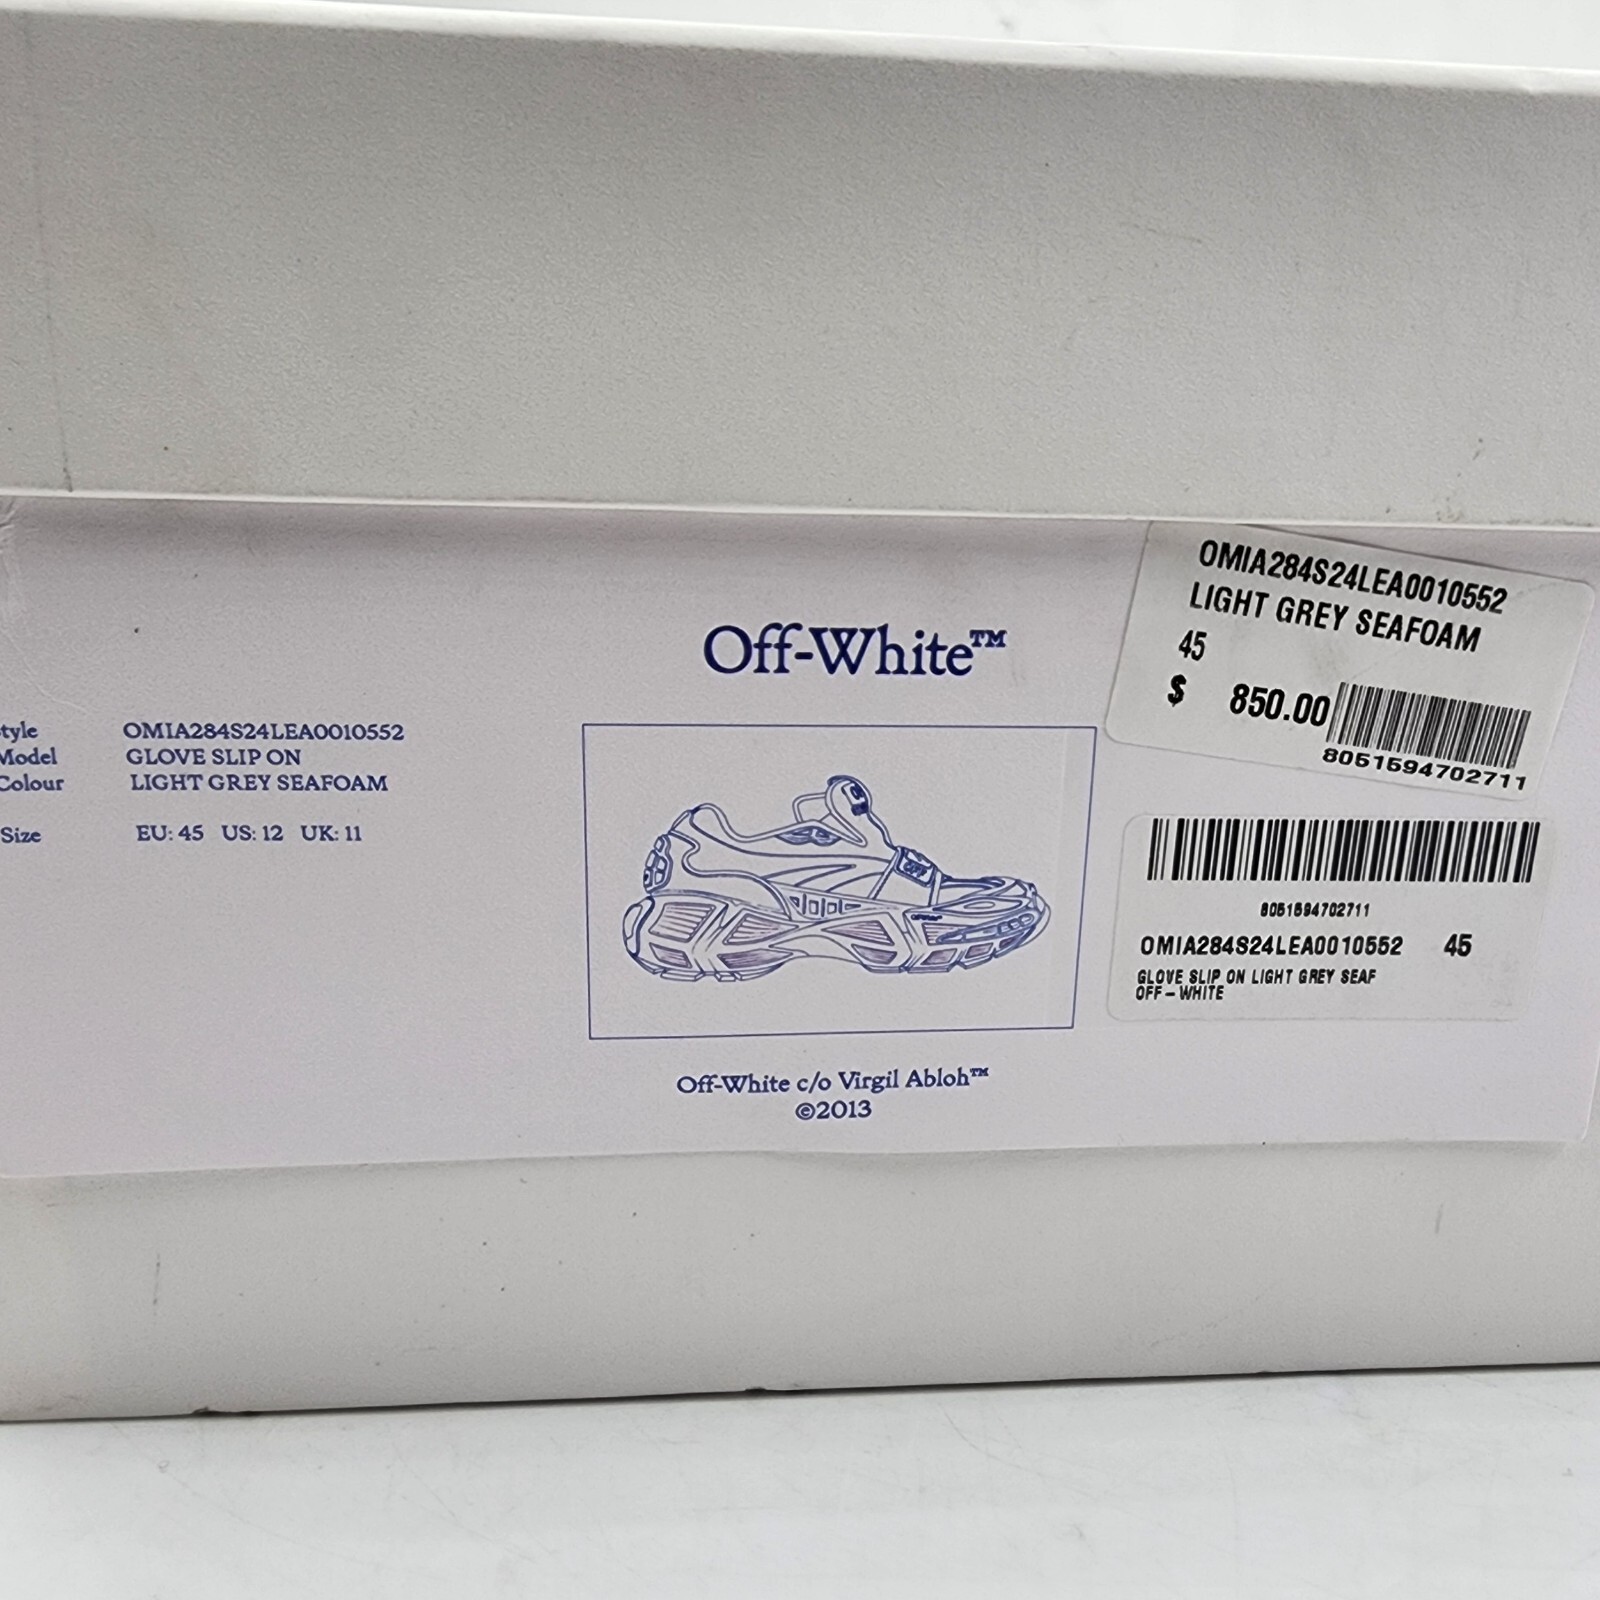 Off-White™
tyle OMIA284S24LEA0010552
Model GLOVE SLIP ON
Colour LIGHT GREY SEAFOAM
Size EU: 45 US: 12 UK: 11
OFF
Off-White c/o Virgil Abloh™
©2013
OMIA284S24LEA0010552
LIGHT GREY SEAFOAM
45
$ 850.00
8051594702711
8051594702711
OMIA284S24LEA0010552 45
GLOVE SLIP ON LIGHT GREY SEAF
OFF-WHITE